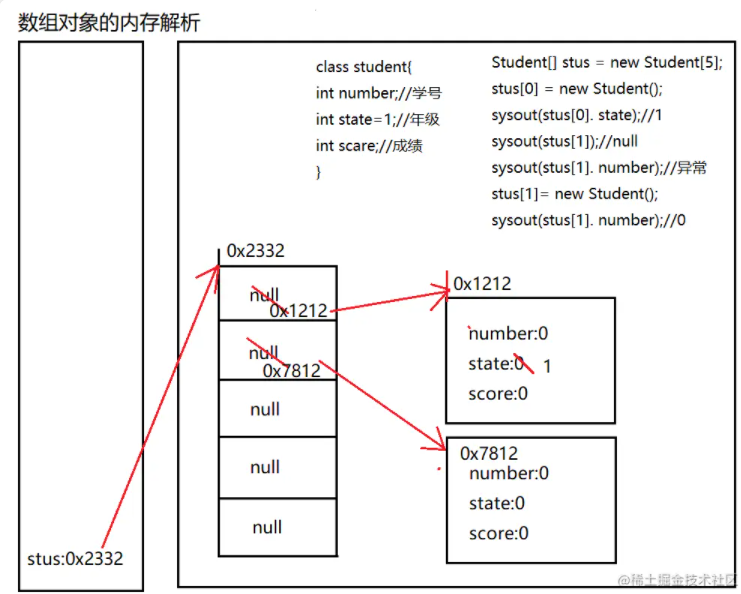 数组对象的内存解析
class student{
int number;//学号
int state=1;//年级
int scare;//成绩
}
Student[] stus = new Student[5];
stus[0] = new Student();
sysout(stus[0]. state);//1
sysout(stus[1]);//null
sysout(stus[1]. number);//异常
stus[1]= new Student();
sysout(stus[1]. number);//0
0x2332
null
0x1212
null
0x7812
null
null
null
0x1212
number:0
state:0 1
score:0
0x7812
number:0
state:0
score:0
stus:0x2332
@稀土掘金技术社区